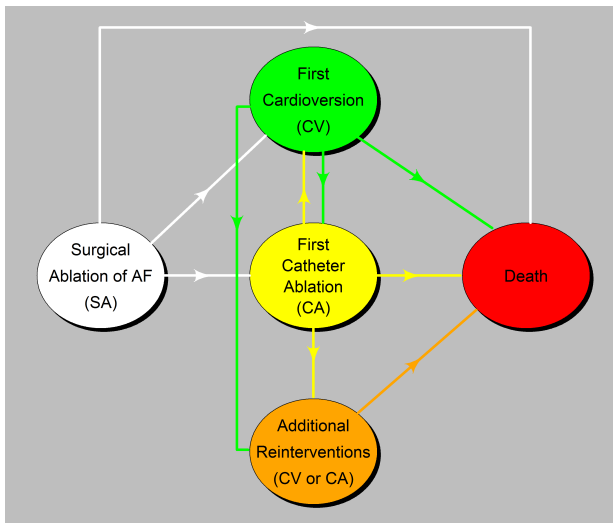 First
Cardioversion
(CV)
Surgical
Ablation of AF
(SA)
First
Catheter
Ablation
(CA)
Death
Additional
Reinterventions
(CV or CA)